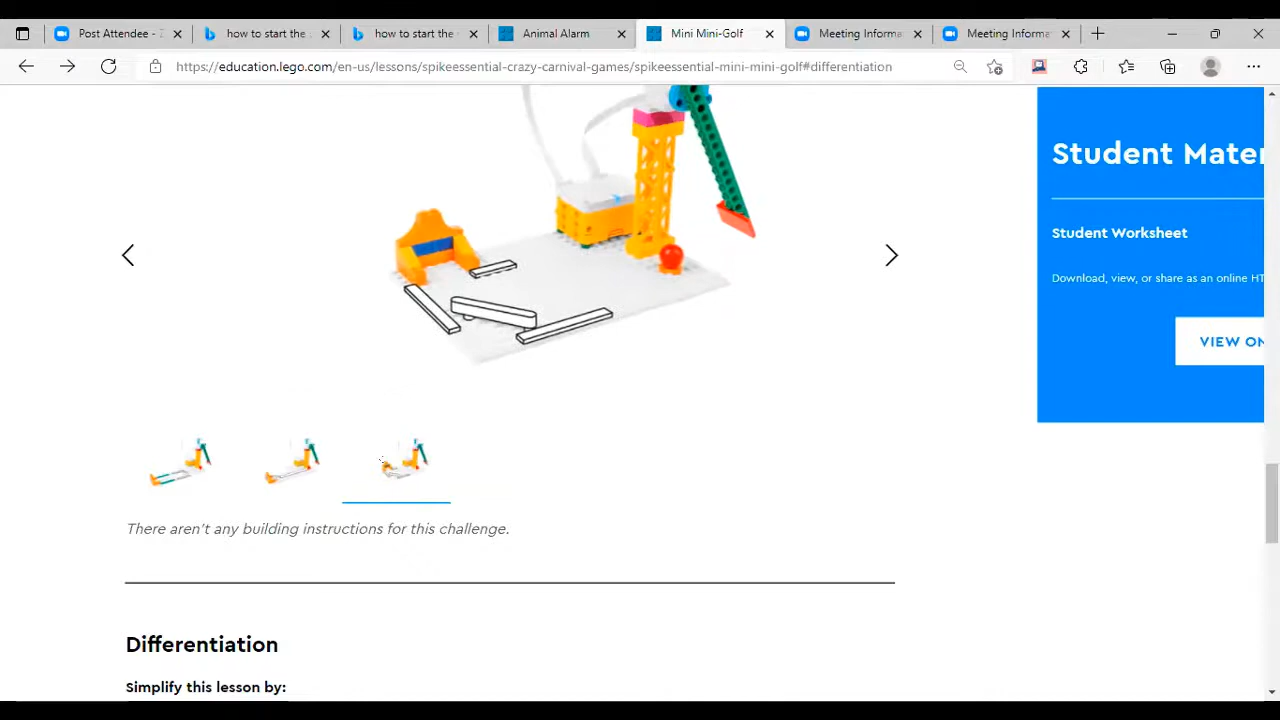 Post Attendee - Z
how to start the
how to start the
Animal Alarm
Mini Mini-Golf
Meeting Informa
Meeting Informa
https://education.lego.com/en-us/lessons/spikeessential-crazy-carnival-games/spikeessential-mini-mini-golf#differentiation
Student Mater
Student Worksheet
Download, view, or share as an online HT
VIEW ON
There aren't any building instructions for this challenge.
Differentiation
Simplify this lesson by: